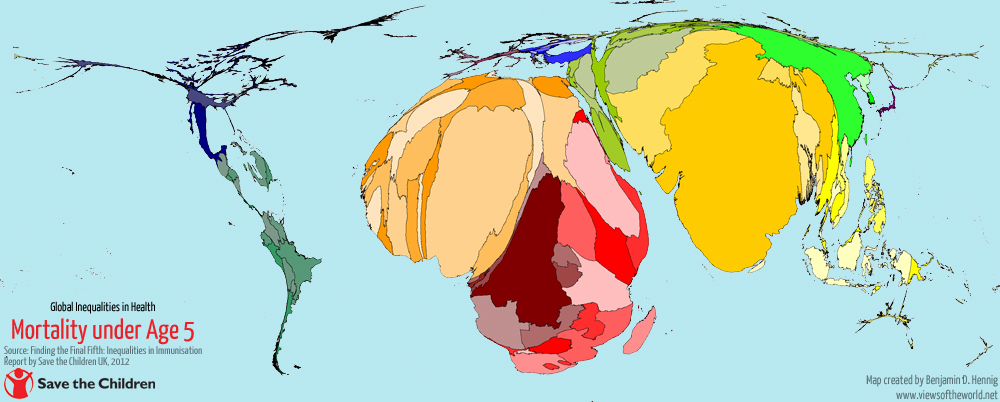 Global Inequalities in Health
Mortality under Age 5
Source: Finding the Final Fifth: Inequalities in Immunisation
Report by Save the Children UK, 2012
Save the Children
Map created by Benjamin D. Hennig
www.viewsoftheworld.net